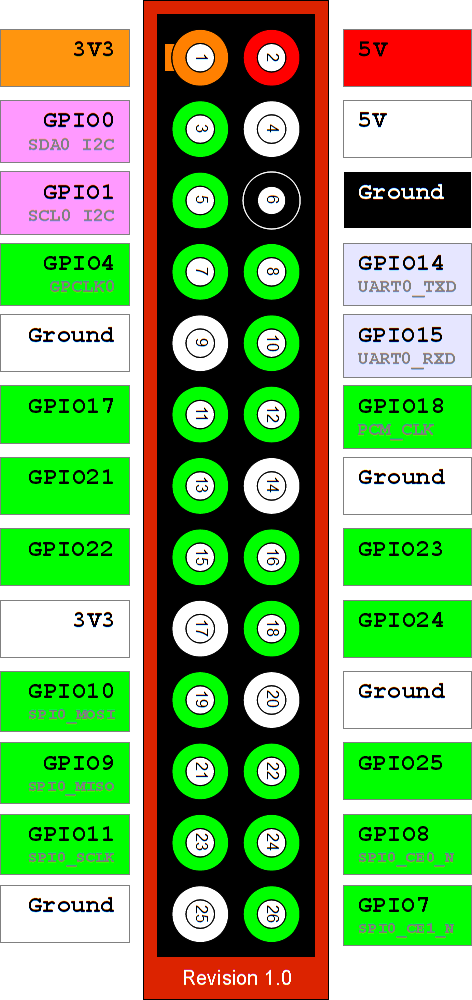 3V3 1 2 5V
GPIO0 3 4 5V
SDA0 I2C
GPIO1 5 6 Ground
SCL0 I2C
GPIO4 7 8 GPIO14
GPCLK0 UART0_TXD
Ground 9 10 GPIO15
UART0_RXD
GPIO17 11 12 GPIO18
PCM_CLK
GPIO21 13 14 Ground
GPIO22 15 16 GPIO23
3V3 17 18 GPIO24
GPIO10 19 20 Ground
SPI0_MOSI
GPIO9 21 22 GPIO25
SPI0_MISO
GPIO11 23 24 GPIO8
SPI0_SCLK SPI0_CE0_N
Ground 25 26 GPIO7
SPI0_CE1_N
Revision 1.0